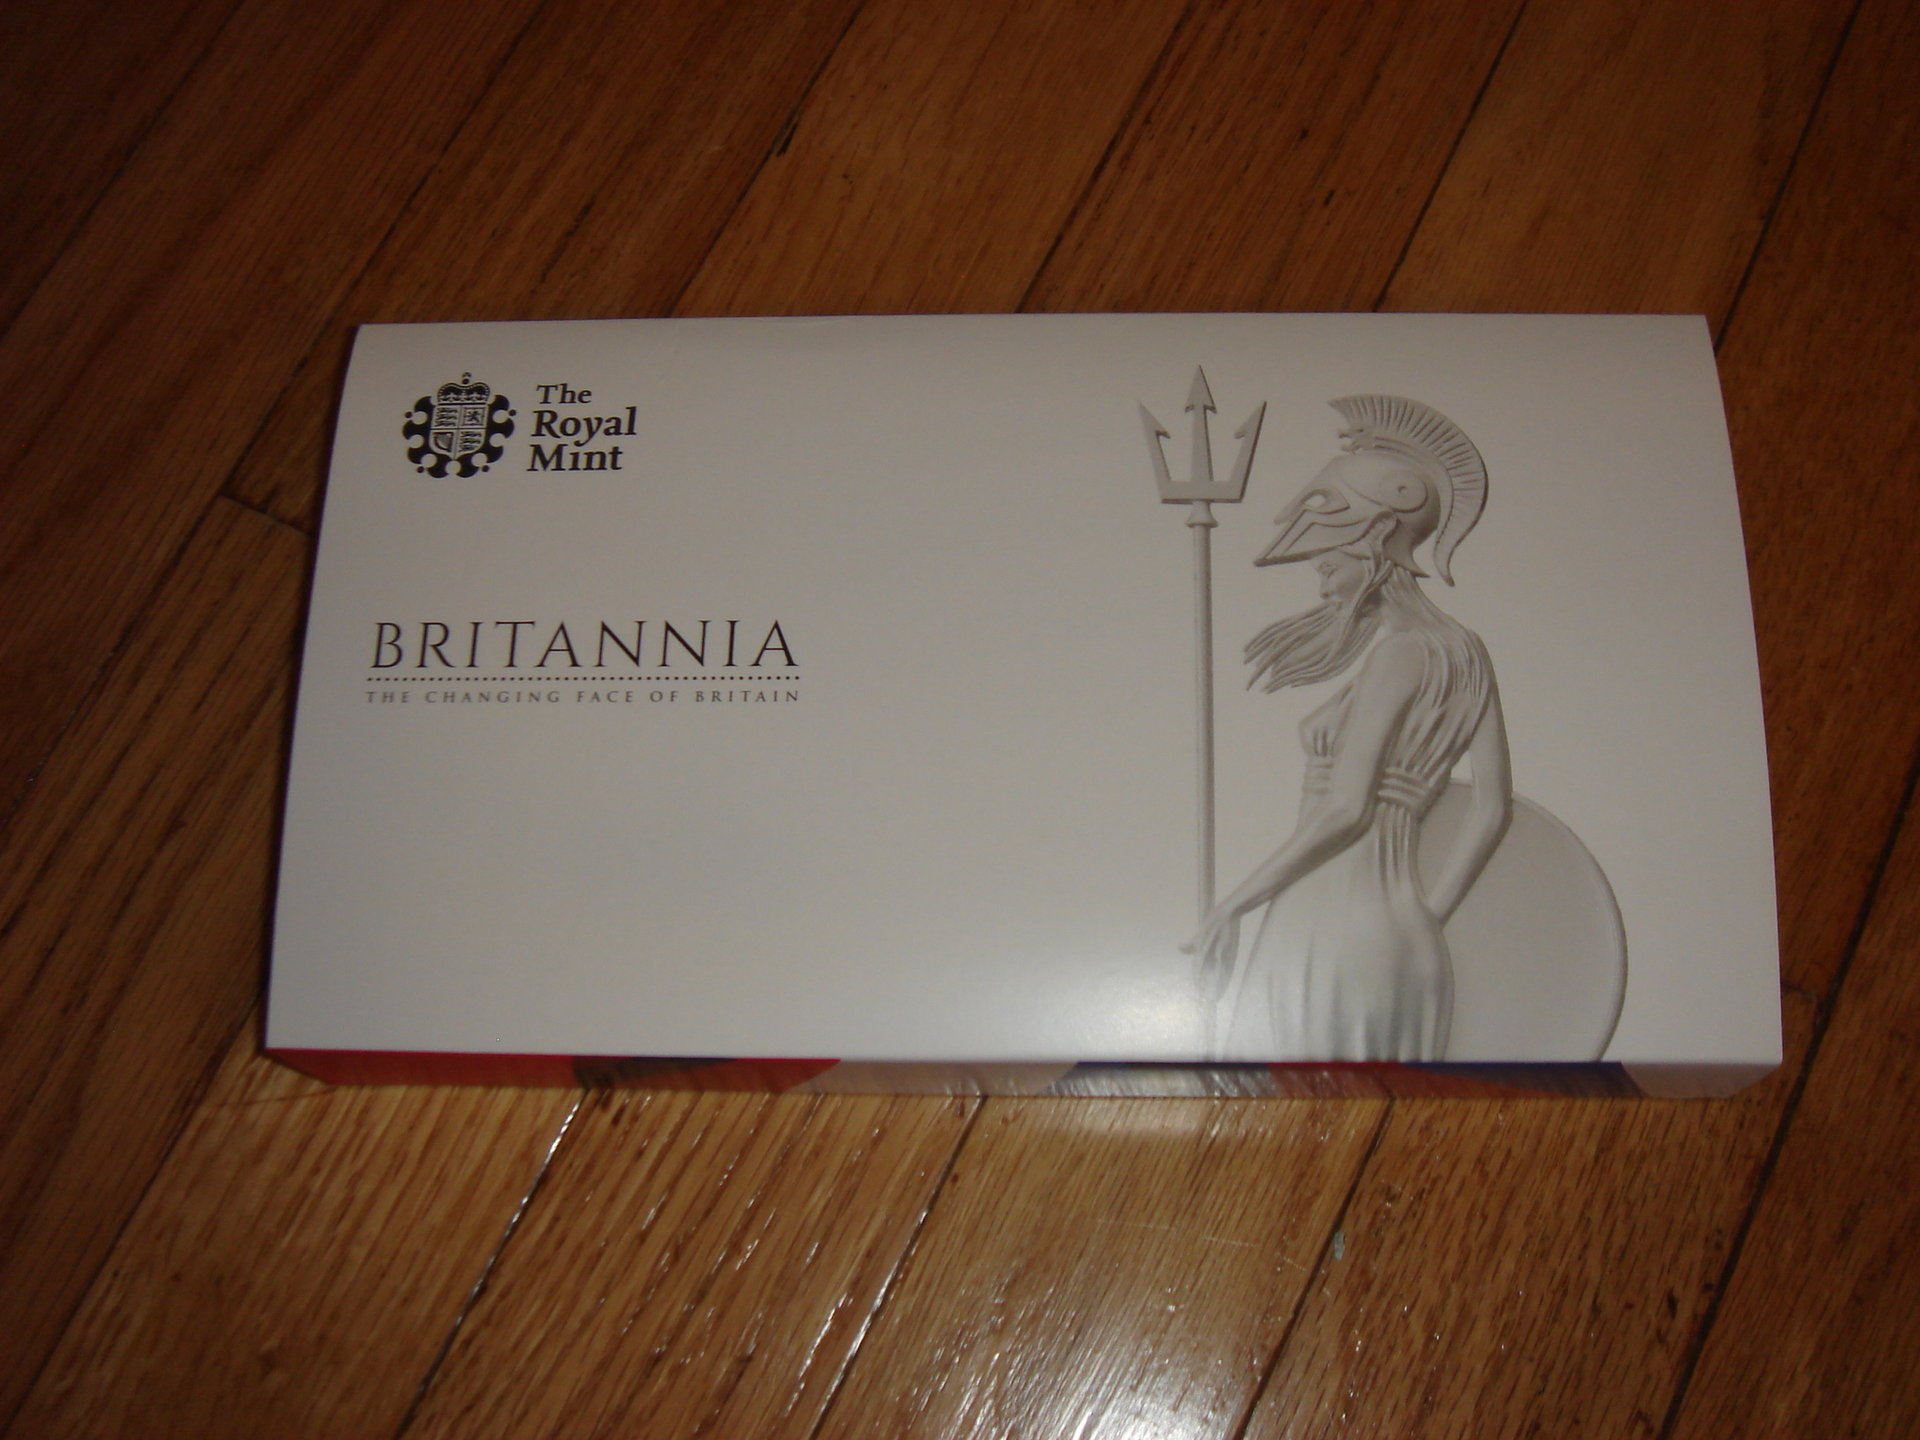 The
Royal
Mint
BRITANNIA
THE CHANGING FACE OF BRITAIN